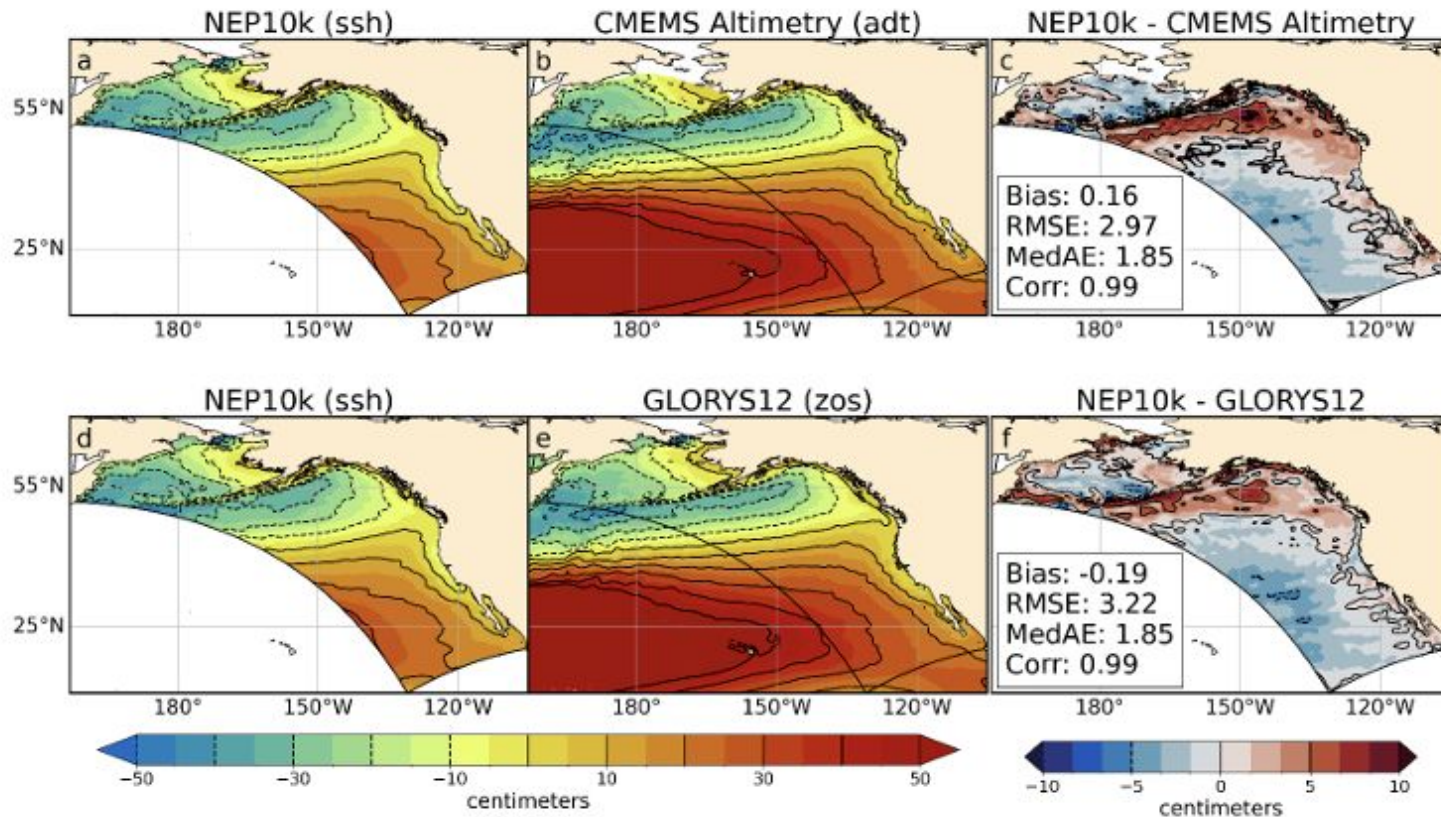 NEP10k (ssh) CMEMS Altimetry (adt) NEP10k - CMEMS Altimetry
a b c
55°N
25°N
Bias: 0.16
RMSE: 2.97
MedAE: 1.85
Corr: 0.99
180° 150°W 120°W 180° 150°W 120°W 180° 150°W 120°W
NEP10k (ssh) GLORYS12 (zos) NEP10k - GLORYS12
d e f
55°N
25°N
Bias: -0.19
RMSE: 3.22
MedAE: 1.85
Corr: 0.99
180° 150°W 120°W 180° 150°W 120°W 180° 150°W 120°W
−50 −30 −10 10 30 50 −10 −5 0 5 10
centimeters centimeters